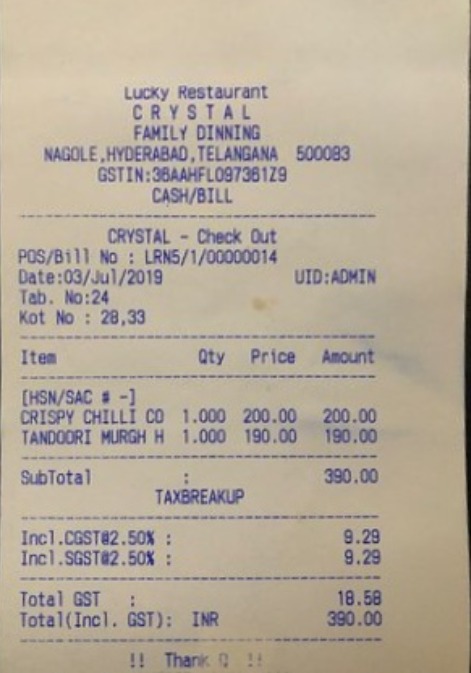 Lucky Restaurant
C R Y S T A L
FAMILY DINNING
NAGOLE,HYDERABAD,TELANGANA 500083
GSTIN:36AAHFL097361Z9
CASH/BILL
CRYSTAL - Check Out
POS/Bill No : LRN5/1/00000014
Date:03/Jul/2019 UID:ADMIN
Tab. No:24
Kot No : 28,33
Item Qty Price Amount
[HSN/SAC # -]
CRISPY CHILLI CO 1.000 200.00 200.00
TANDOORI MURGH H 1.000 190.00 190.00
SubTotal : 390.00
TAXBREAKUP
Incl.CGST@2.50% : 9.29
Incl.SGST@2.50% : 9.29
Total GST : 18.58
Total(Incl. GST): INR 390.00
!! Thank Q !!